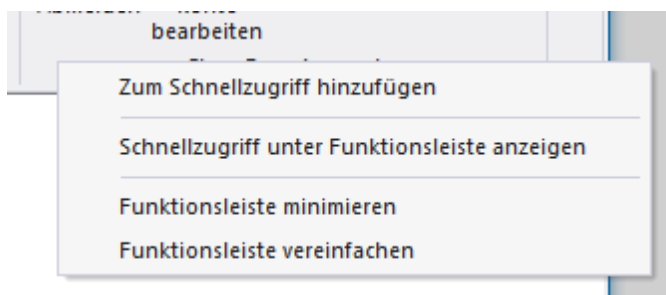 bearbeiten
Zum Schnellzugriff hinzufügen
Schnellzugriff unter Funktionsleiste anzeigen
Funktionsleiste minimieren
Funktionsleiste vereinfachen